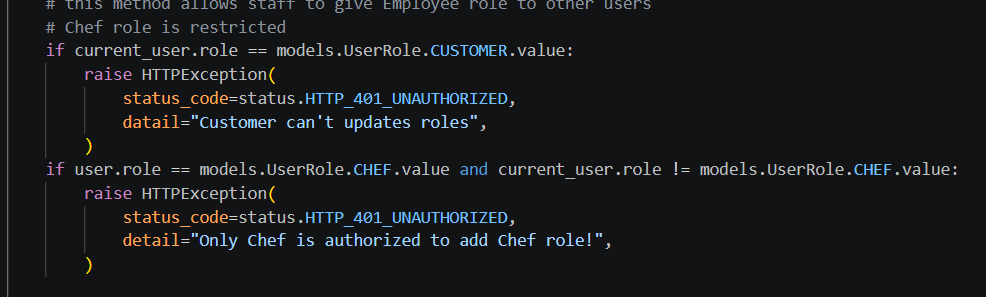 # this method allows staff to give Employee role to other users
# Chef role is restricted
if current_user.role == models.UserRole.CUSTOMER.value:
raise HTTPException(
status_code=status.HTTP_401_UNAUTHORIZED,
datail="Customer can't updates roles",
)
if user.role == models.UserRole.CHEF.value and current_user.role != models.UserRole.CHEF.value:
raise HTTPException(
status_code=status.HTTP_401_UNAUTHORIZED,
detail="Only Chef is authorized to add Chef role!",
)